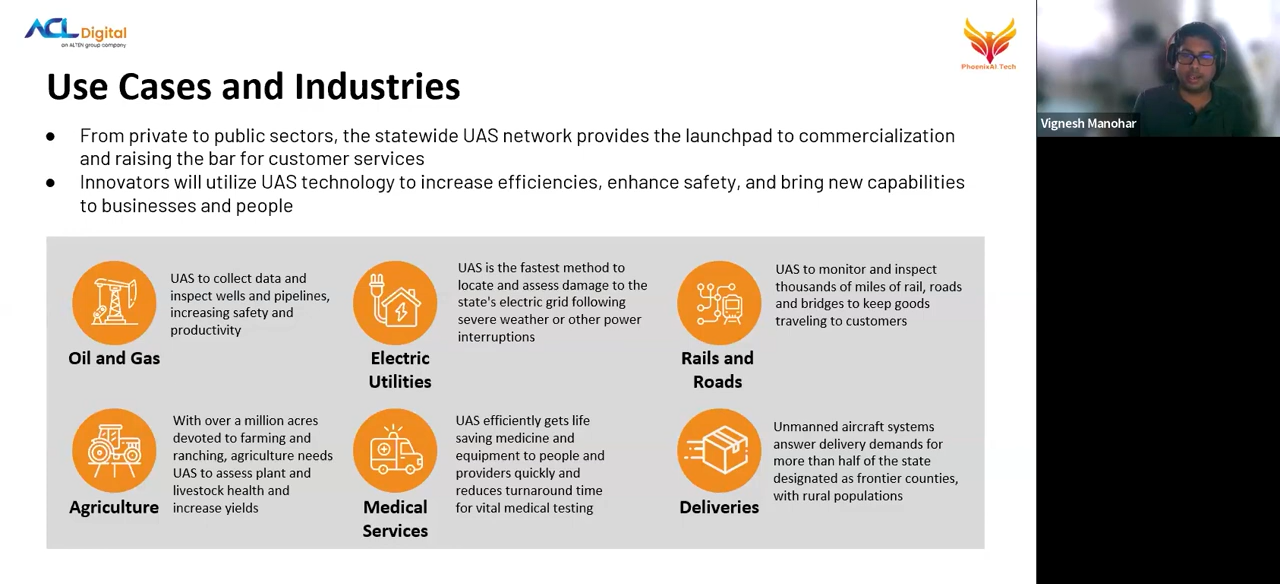 ACL Digital
an ALTEN group company
PhoenixAI Tech
Vignesh Manohar
Use Cases and Industries
● From private to public sectors, the statewide UAS network provides the launchpad to commercialization
and raising the bar for customer services
● Innovators will utilize UAS technology to increase efficiencies, enhance safety, and bring new capabilities
to businesses and people
UAS to collect data and
inspect wells and pipelines,
increasing safety and
productivity
Oil and Gas
UAS is the fastest method to
locate and assess damage to the
state's electric grid following
severe weather or other power
interruptions
Electric
Utilities
UAS to monitor and inspect
thousands of miles of rail, roads
and bridges to keep goods
traveling to customers
Rails and
Roads
With over a million acres
devoted to farming and
ranching, agriculture needs
UAS to assess plant and
livestock health and
increase yields
Agriculture
UAS efficiently gets life
saving medicine and
equipment to people and
providers quickly and
reduces turnaround time
for vital medical testing
Medical
Services
Unmanned aircraft systems
answer delivery demands for
more than half of the state
designated as frontier counties,
with rural populations
Deliveries